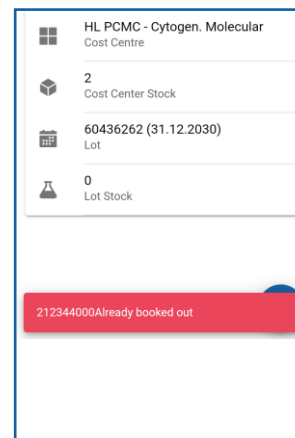 HL PCMC - Cytogen. Molecular
Cost Centre
2
Cost Center Stock
60436262 (31.12.2030)
Lot
0
Lot Stock
212344000Already booked out